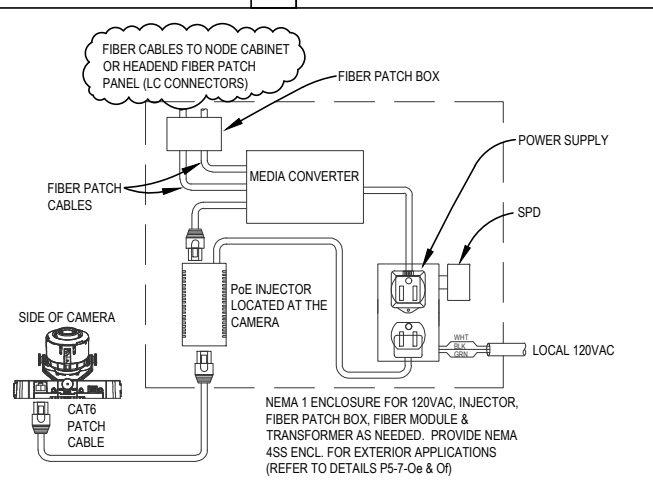 FIBER CABLES TO NODE CABINET
OR HEADEND FIBER PATCH
PANEL (LC CONNECTORS)
FIBER PATCH BOX
POWER SUPPLY
MEDIA CONVERTER
FIBER PATCH
CABLES
SPD
PoE INJECTOR
LOCATED AT THE
CAMERA
SIDE OF CAMERA
WHT
BLK
GRN
LOCAL 120VAC
CAT6
PATCH
CABLE
NEMA 1 ENCLOSURE FOR 120VAC, INJECTOR,
FIBER PATCH BOX, FIBER MODULE &
TRANSFORMER AS NEEDED. PROVIDE NEMA
4SS ENCL. FOR EXTERIOR APPLICATIONS
(REFER TO DETAILS P5-7-Oe & Of)